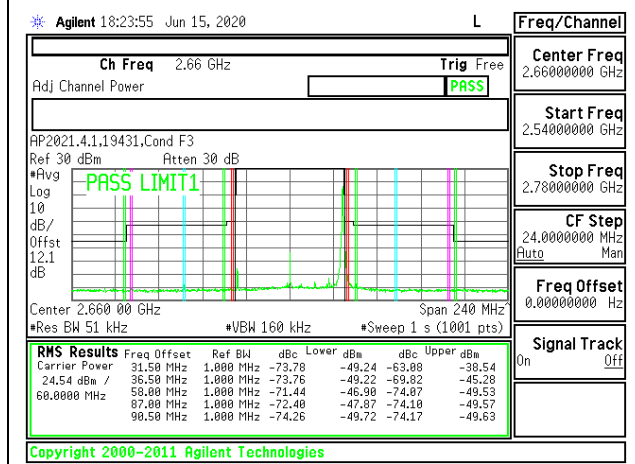 Agilent 18:23:55 Jun 15, 2020 L
Freq/Channel
Ch Freq 2.66 GHz Trig Free
Adj Channel Power PASS
Center Freq
2.66000000 GHz
Start Freq
2.54000000 GHz
AP2021.4.1,19431,Cond F3
Ref 30 dBm Atten 30 dB
#Avg
Log
10
dB/
Offst
12.1
dB
PASS LIMIT1
Stop Freq
2.78000000 GHz
CF Step
24.0000000 MHz
Auto Man
Freq Offset
0.00000000 Hz
Center 2.660 00 GHz Span 240 MHz^
#Res BW 51 kHz #VBW 160 kHz #Sweep 1 s (1001 pts)
Signal Track
On Off
RMS Results Freq Offset Ref BW dBc Lower dBm dBc Upper dBm
Carrier Power 31.50 MHz 1.000 MHz -73.78 -49.24 -63.08 -38.54
24.54 dBm / 36.50 MHz 1.000 MHz -73.76 -49.22 -69.82 -45.28
60.0000 MHz 58.00 MHz 1.000 MHz -71.44 -46.90 -74.07 -49.53
87.00 MHz 1.000 MHz -72.40 -47.87 -74.10 -49.57
90.50 MHz 1.000 MHz -74.26 -49.72 -74.17 -49.63
Copyright 2000-2011 Agilent Technologies